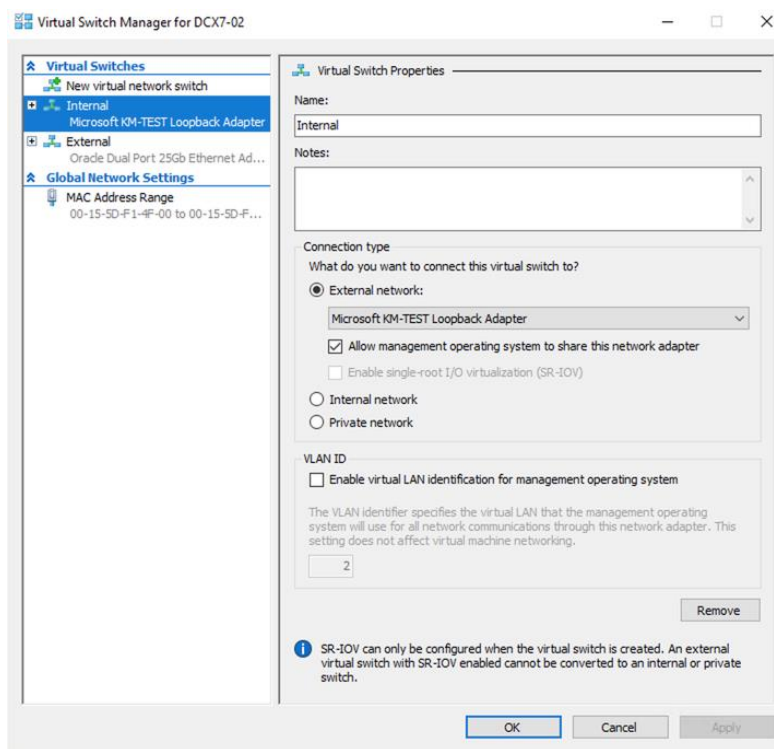 Virtual Switch Manager for DCX7-02
Virtual Switches
New virtual network switch
Internal
Microsoft KM-TEST Loopback Adapter
External
Oracle Dual Port 25Gb Ethernet Ad...
Global Network Settings
MAC Address Range
00-15-5D-F1-4F-00 to 00-15-5D-F...
Virtual Switch Properties
Name:
Internal
Notes:
Connection type
What do you want to connect this virtual switch to?
External network:
Microsoft KM-TEST Loopback Adapter
Allow management operating system to share this network adapter
Enable single-root I/O virtualization (SR-IOV)
Internal network
Private network
VLAN ID
Enable virtual LAN identification for management operating system
The VLAN identifier specifies the virtual LAN that the management operating
system will use for all network communications through this network adapter. This
setting does not affect virtual machine networking.
2
Remove
SR-IOV can only be configured when the virtual switch is created. An external
virtual switch with SR-IOV enabled cannot be converted to an internal or private
switch.
OK
Cancel
Apply